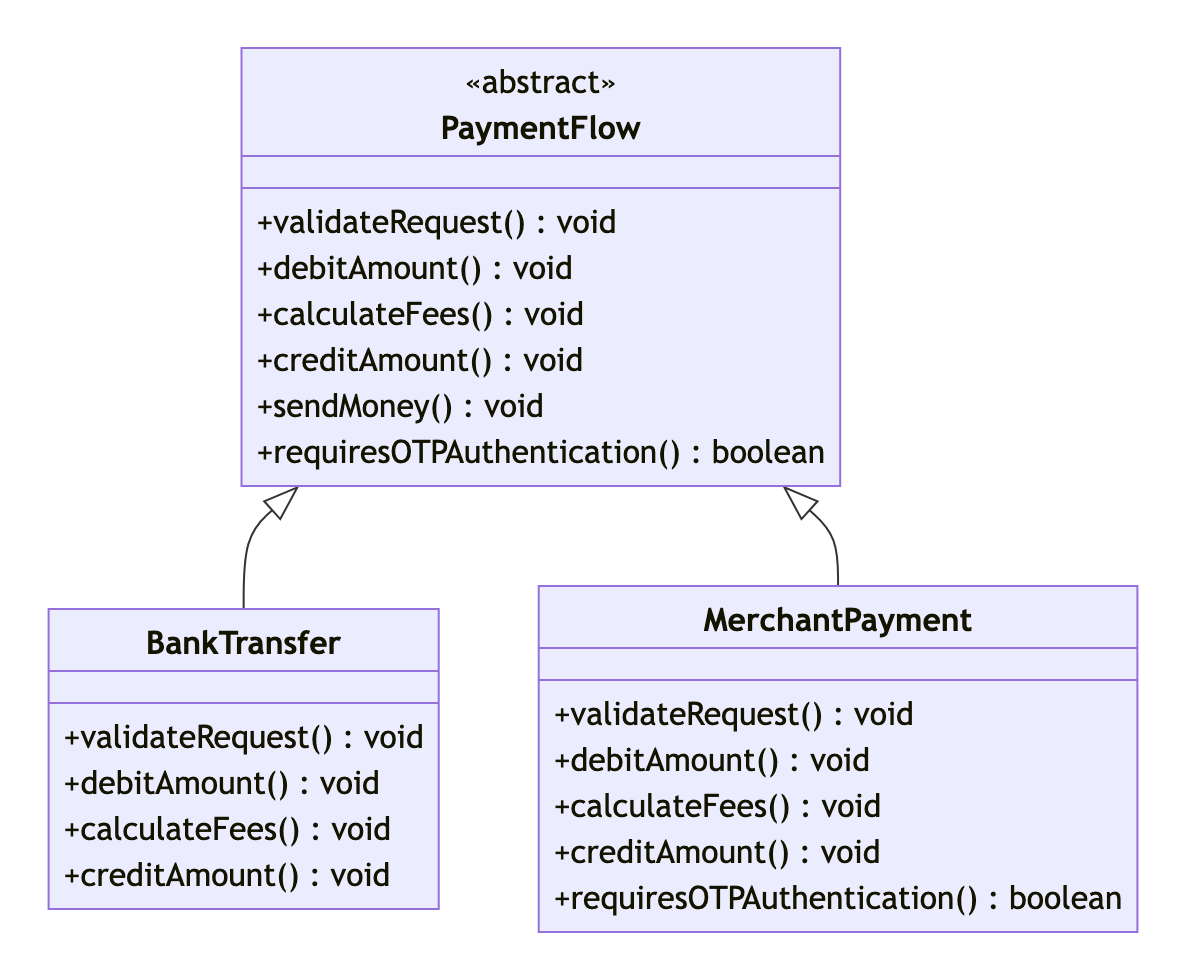 «abstract»
PaymentFlow
+validateRequest() : void
+debitAmount() : void
+calculateFees() : void
+creditAmount() : void
+sendMoney() : void
+requiresOTPAuthentication() : boolean
BankTransfer
+validateRequest() : void
+debitAmount() : void
+calculateFees() : void
+creditAmount() : void
MerchantPayment
+validateRequest() : void
+debitAmount() : void
+calculateFees() : void
+creditAmount() : void
+requiresOTPAuthentication() : boolean